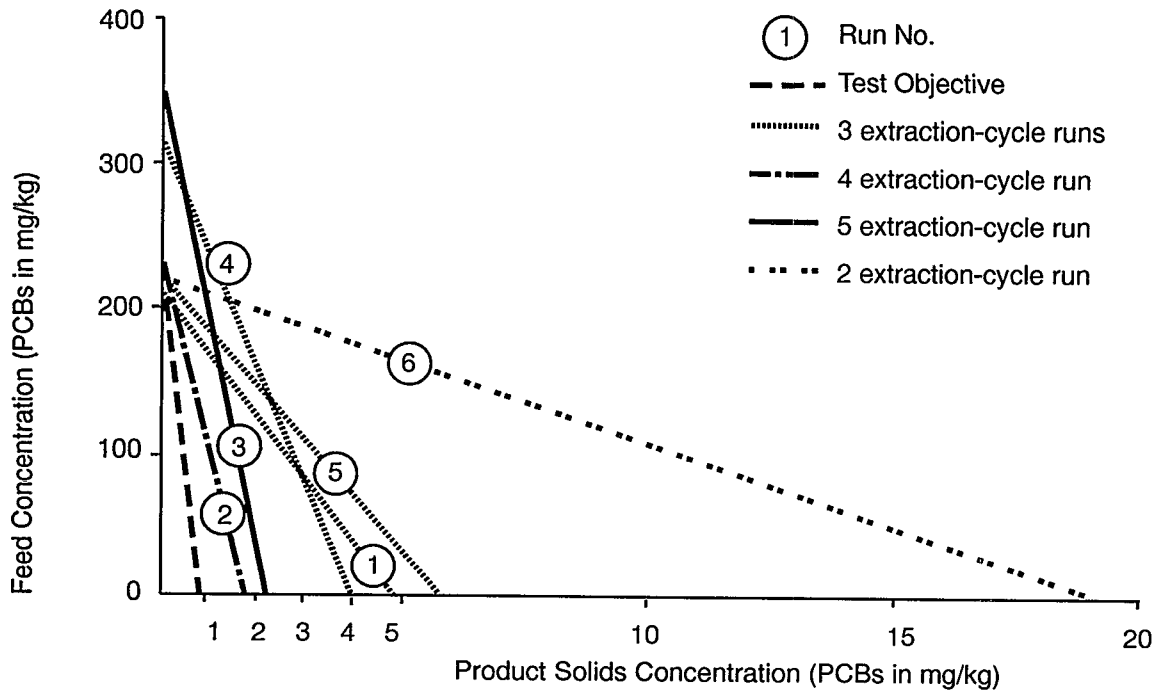 400
300
200
100
0
Feed Concentration (PCBs in mg/kg)
1 Run No.
Test Objective
3 extraction-cycle runs
4 extraction-cycle run
5 extraction-cycle run
2 extraction-cycle run
4
6
3
5
2
1
1 2 3 4 5 10 15 20
Product Solids Concentration (PCBs in mg/kg)